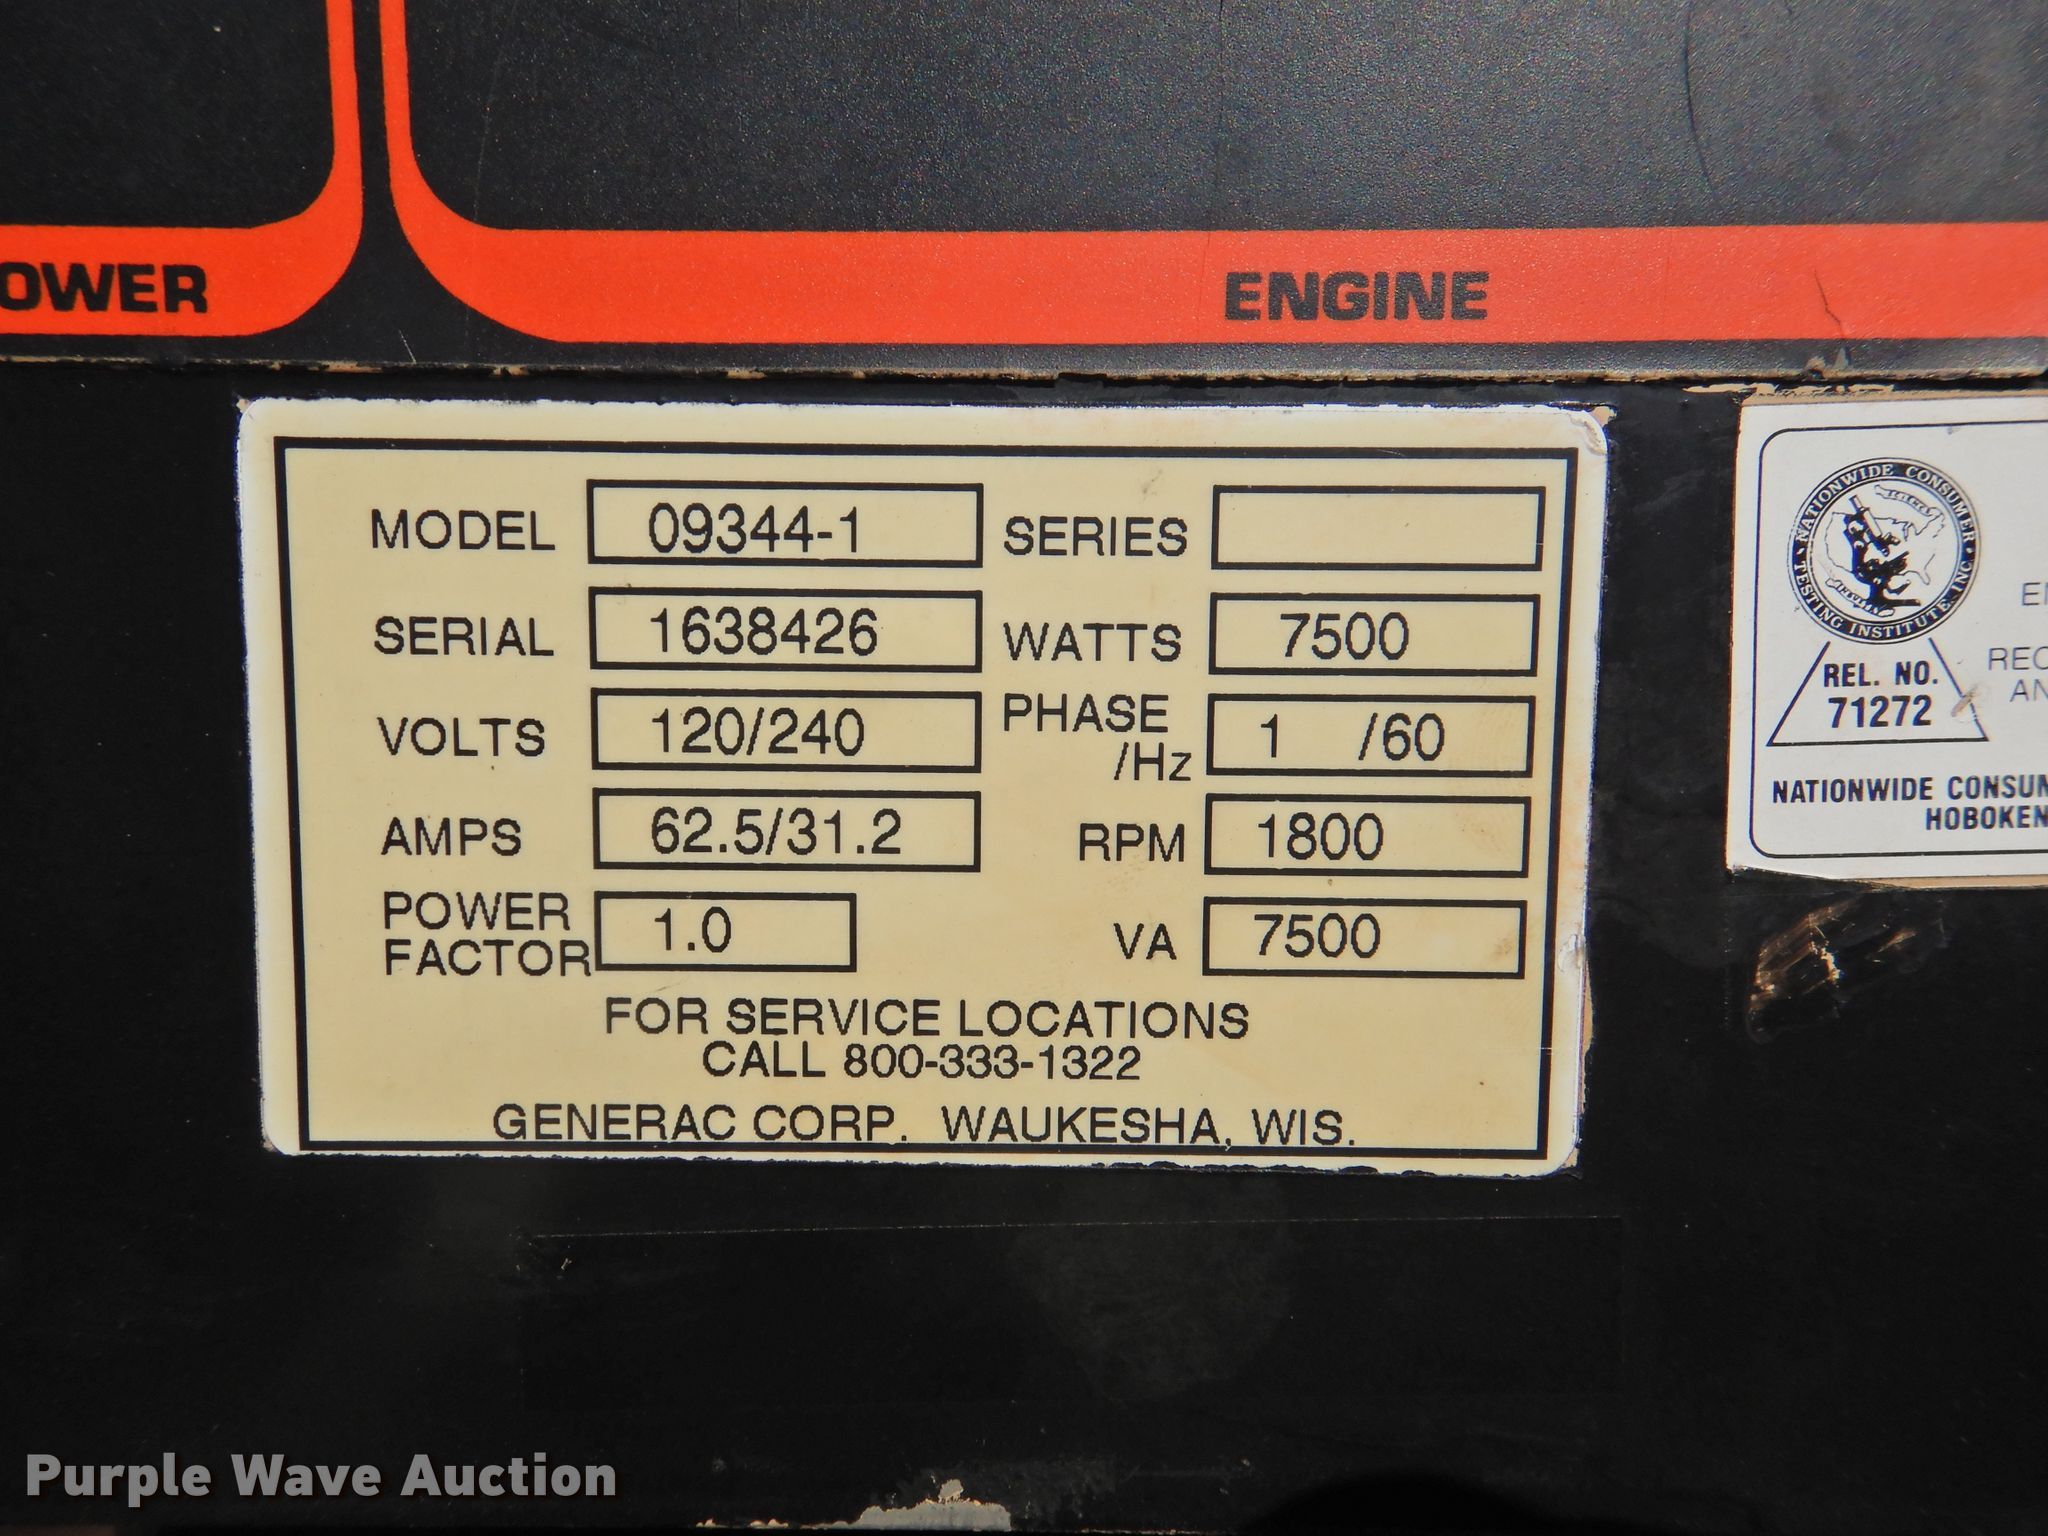 OWER
ENGINE
MODEL 09344-1 SERIES
SERIAL 1638426 WATTS 7500
VOLTS 120/240 PHASE /Hz 1 /60
AMPS 62.5/31.2 RPM 1800
POWER FACTOR 1.0 VA 7500
FOR SERVICE LOCATIONS
CALL 800-333-1322
GENERAC CORP. WAUKESHA, WIS.
NATIONWIDE CONSUMER TESTING INSTITUTE, INC.
REL. NO.
71272
NATIONWIDE CONSUM
HOBOKEN
REC
AN
Purple Wave Auction